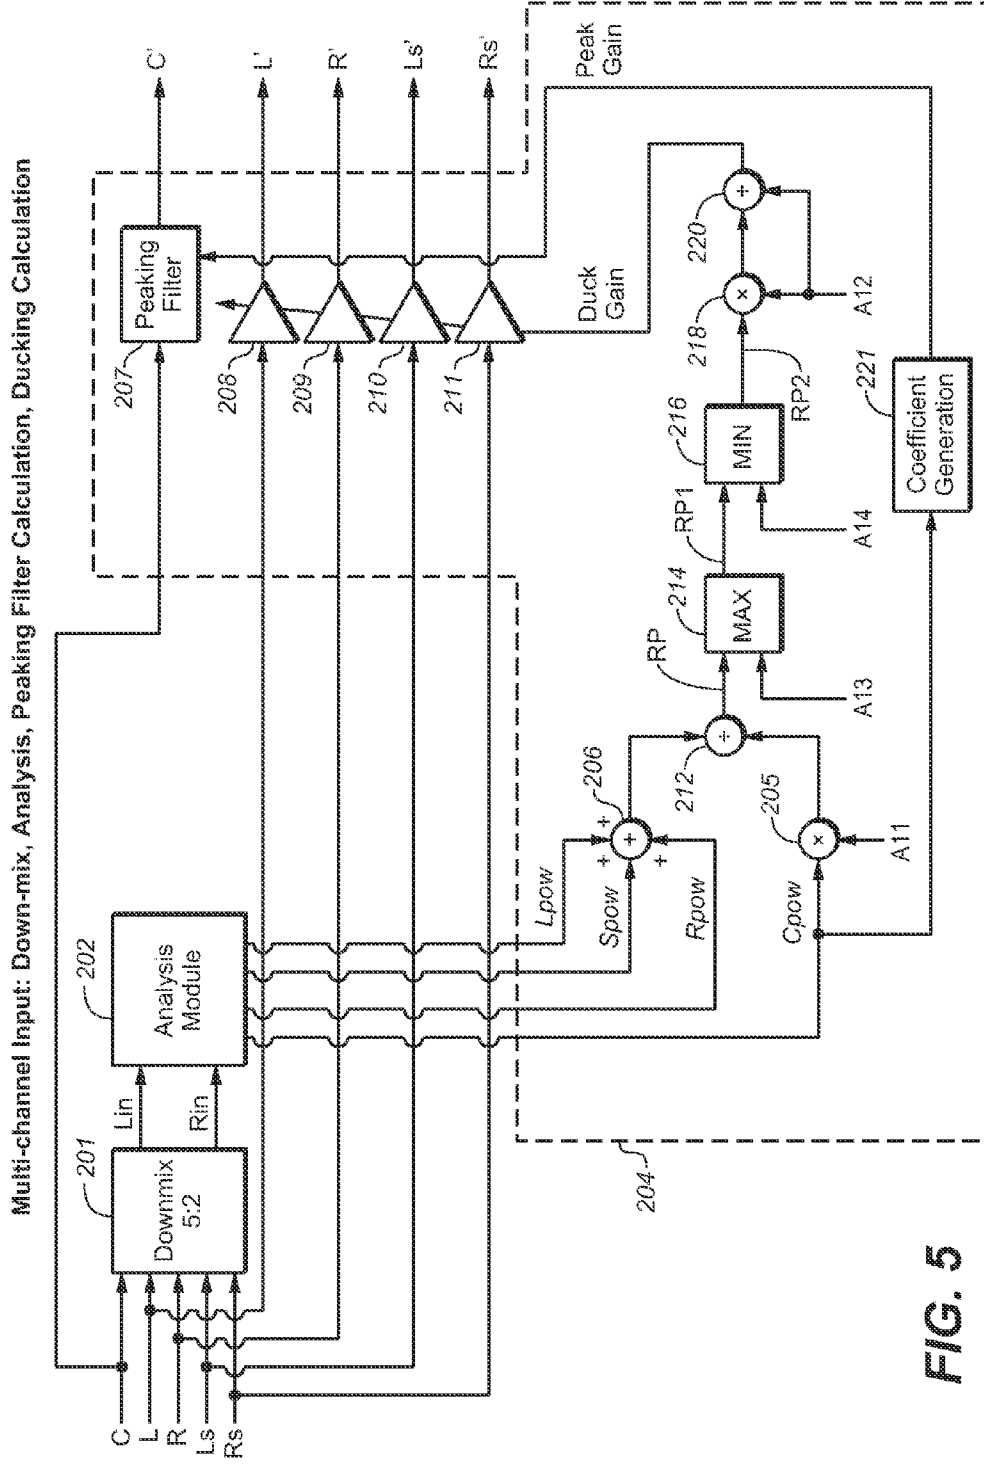 Multi-channel Input: Down-mix, Analysis, Peaking Filter Calculation, Ducking Calculation
C
L
R
Ls
Rs
201
Downmix
5:2
Lin
Rin
202
Analysis
Module
207
Peaking
Filter
208
209
210
211
C'
L'
R'
Ls'
Rs'
204
Lpow
Spow
Rpow
Cpow
+
+
+
+
206
×
205
A11
÷
212
RP
A13
214
MAX
RP1
A14
216
MIN
RP2
218
×
220
÷
A12
Duck
Gain
Peak
Gain
221
Coefficient
Generation
FIG. 5